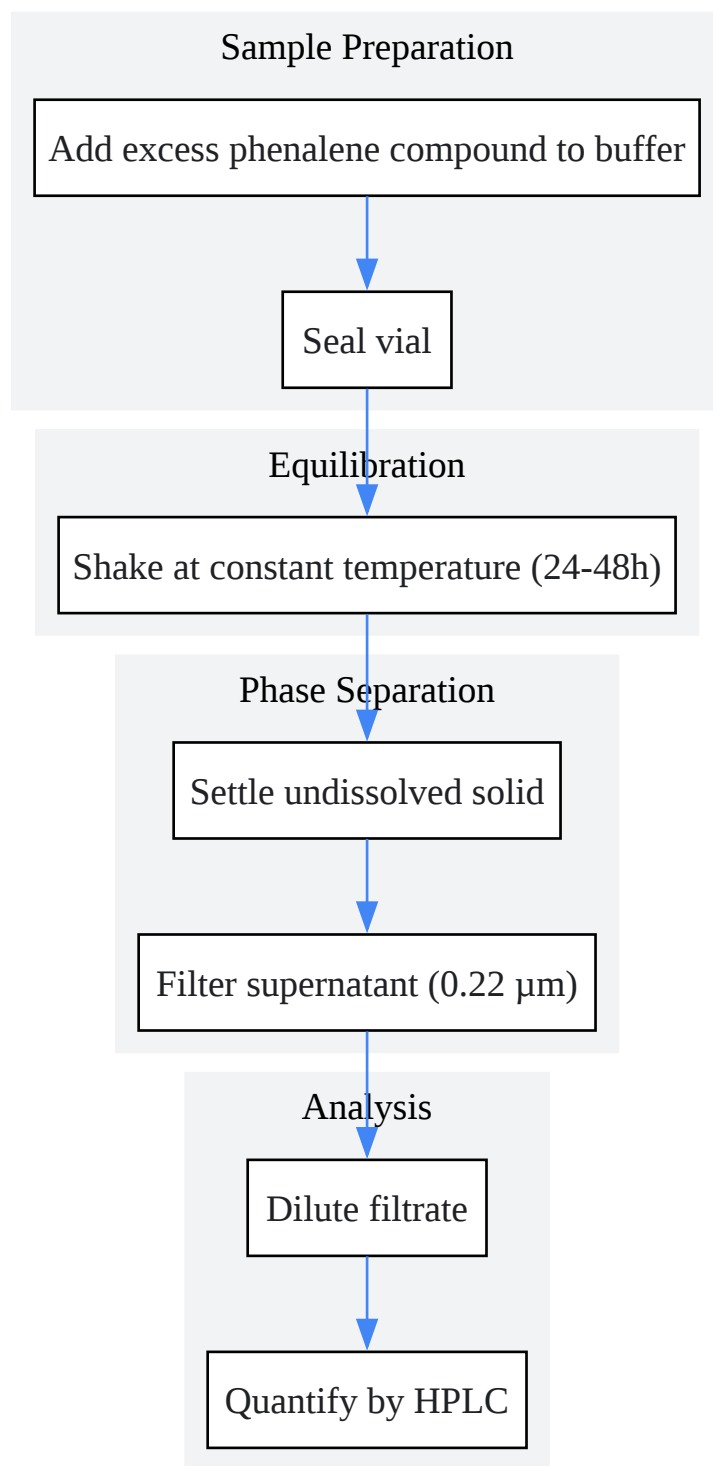 Sample Preparation
Add excess phenalene compound to buffer
Seal vial
Equilibration
Shake at constant temperature (24-48h)
Phase Separation
Settle undissolved solid
Filter supernatant (0.22 µm)
Analysis
Dilute filtrate
Quantify by HPLC